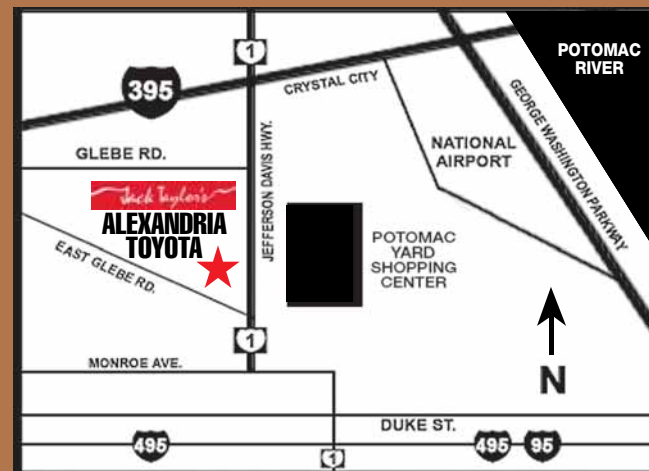 1
POTOMAC
RIVER
395
CRYSTAL CITY
GEORGE WASHINGTON PARKWAY
GLEBE RD.
JEFFERSON DAVIS HWY.
NATIONAL
AIRPORT
Jack Taylor's
ALEXANDRIA
TOYOTA
EAST GLEBE RD.
POTOMAC
YARD
SHOPPING
CENTER
1
MONROE AVE.
N
DUKE ST.
495
1
495
95